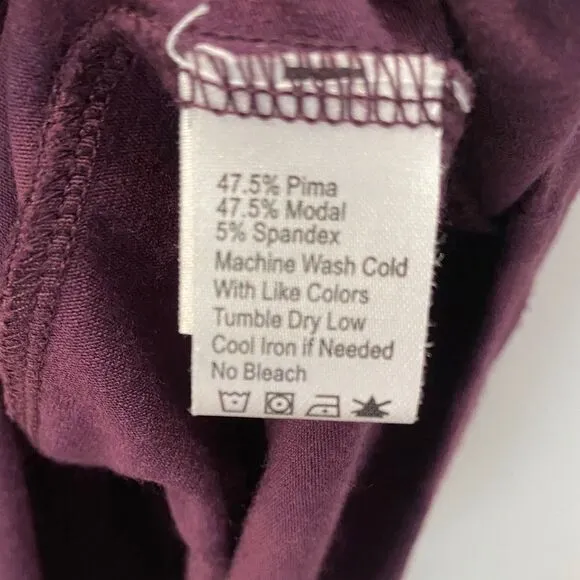 47.5% Pima
47.5% Modal
5% Spandex
Machine Wash Cold
With Like Colors
Tumble Dry Low
Cool Iron if Needed
No Bleach